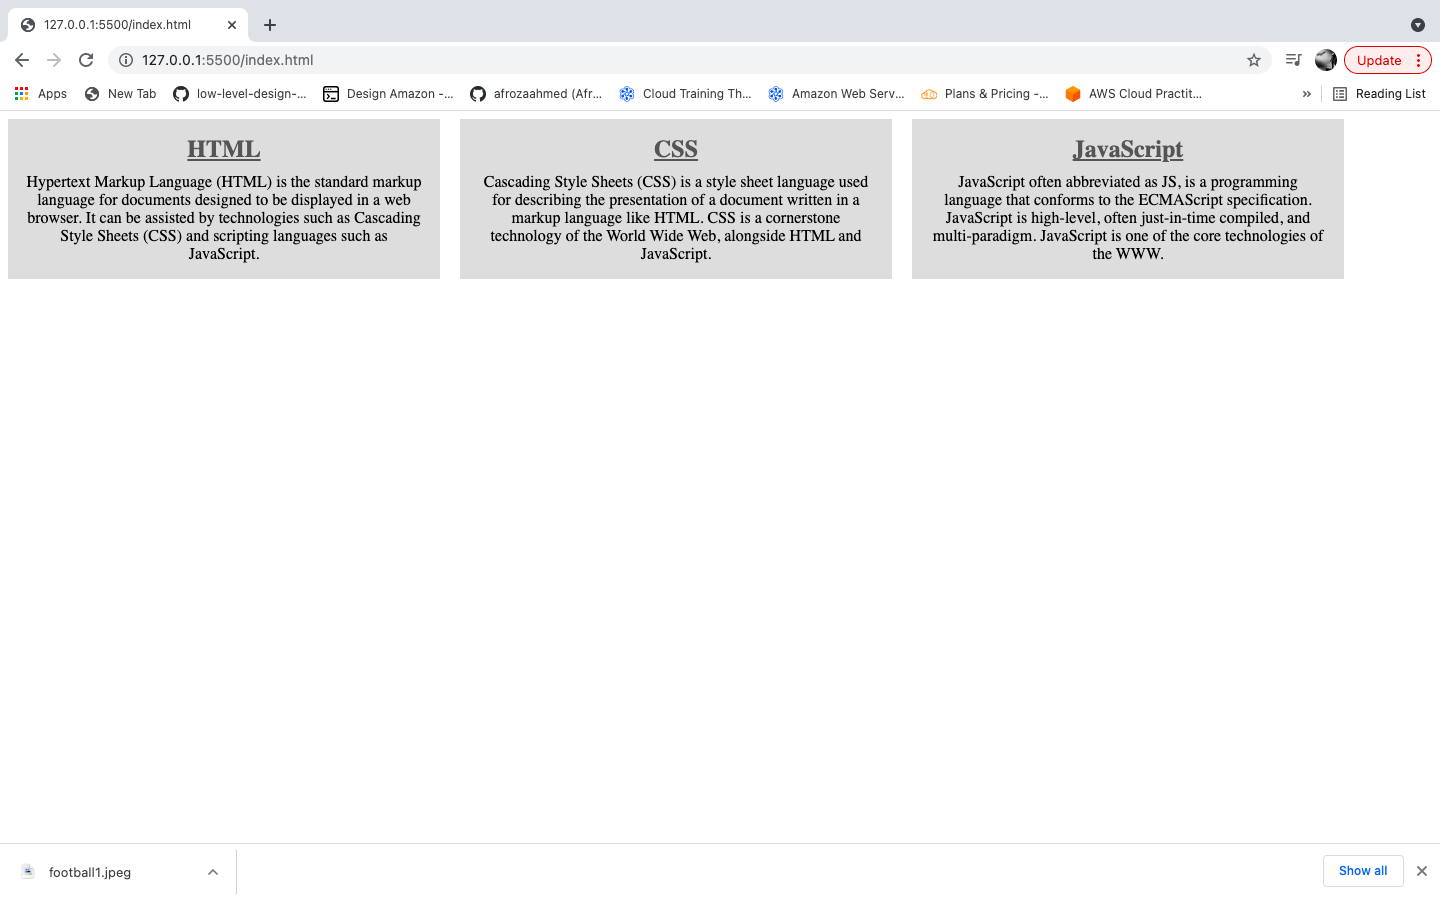 127.0.0.1:5500/index.html
127.0.0.1:5500/index.html
Update
Apps
New Tab
low-level-design-...
Design Amazon -...
afrozaahmed (Afr...
Cloud Training Th...
Amazon Web Serv...
Plans & Pricing -...
AWS Cloud Practit...
»
Reading List
HTML
Hypertext Markup Language (HTML) is the standard markup
language for documents designed to be displayed in a web
browser. It can be assisted by technologies such as Cascading
Style Sheets (CSS) and scripting languages such as
JavaScript.
CSS
Cascading Style Sheets (CSS) is a style sheet language used
for describing the presentation of a document written in a
markup language like HTML. CSS is a cornerstone
technology of the World Wide Web, alongside HTML and
JavaScript.
JavaScript
JavaScript often abbreviated as JS, is a programming
language that conforms to the ECMAScript specification.
JavaScript is high-level, often just-in-time compiled, and
multi-paradigm. JavaScript is one of the core technologies of
the WWW.
football1.jpeg
Show all